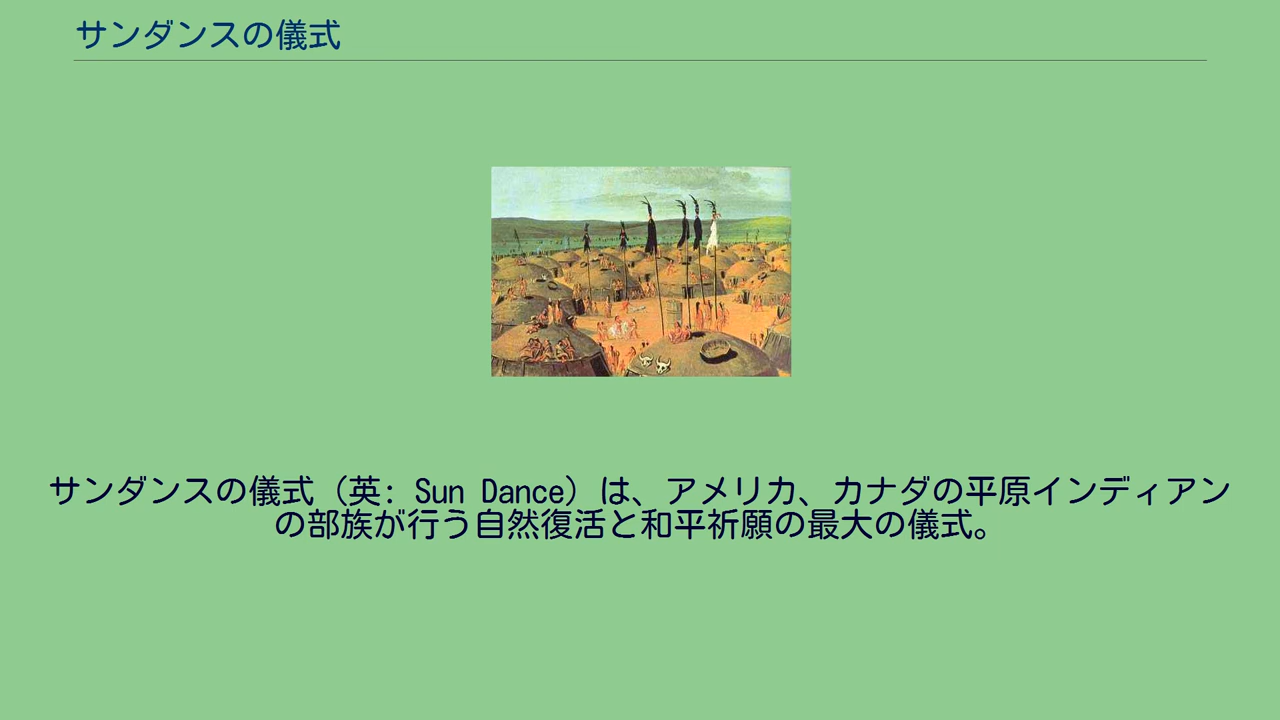 サンダンスの儀式
サンダンスの儀式（英: Sun Dance）は、アメリカ、カナダの平原インディアン
の部族が行う自然復活と和平祈願の最大の儀式。